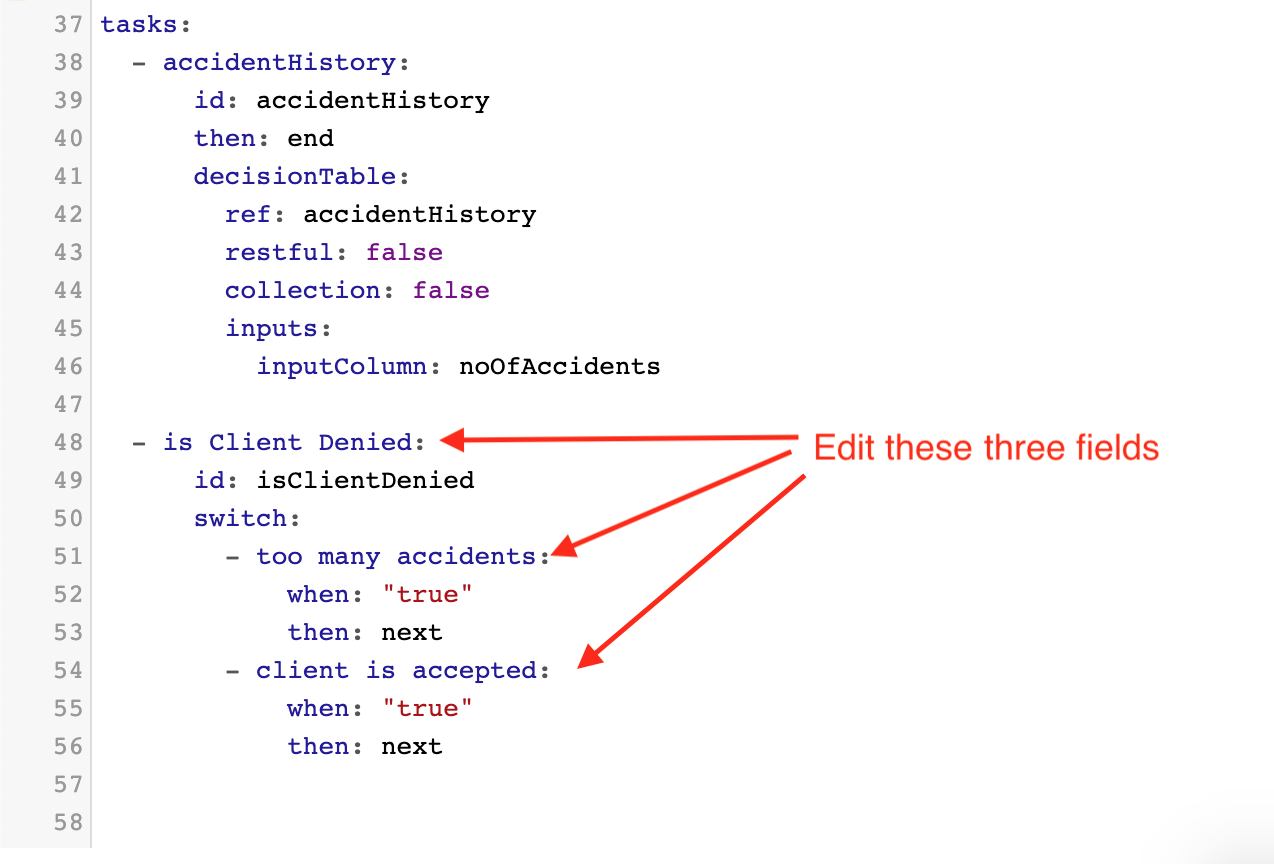 37 tasks:
38 - accidentHistory:
39 id: accidentHistory
40 then: end
41 decisionTable:
42 ref: accidentHistory
43 restful: false
44 collection: false
45 inputs:
46 inputColumn: noOfAccidents
47
48 - is Client Denied: Edit these three fields
49 id: isClientDenied
50 switch:
51 - too many accidents:
52 when: "true"
53 then: next
54 - client is accepted:
55 when: "true"
56 then: next
57
58